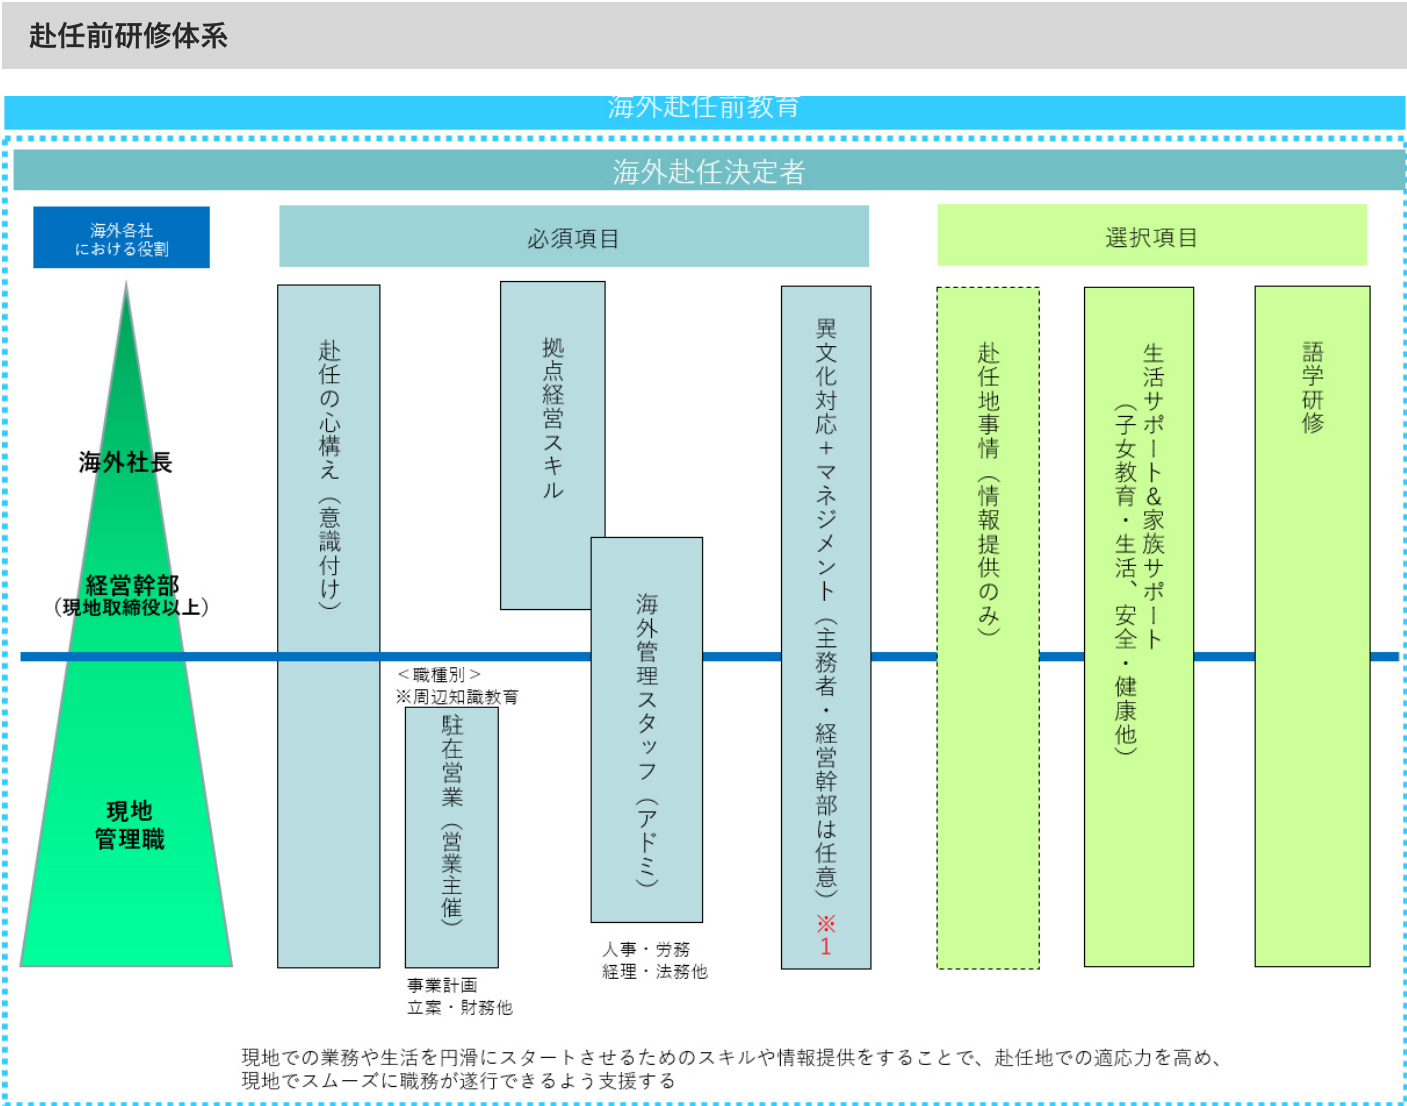 赴任前研修体系
海外赴任前教育
海外赴任決定者
海外各社
における役割
必須項目
選択項目
海外社長
経営幹部
（現地取締役以上）
現地
管理職
赴任の心構え（意識付け）
＜職種別＞
※周辺知識教育
駐在営業（営業主催）
事業計画
立案・財務他
拠点経営スキル
海外管理スタッフ（アドミ）
人事・労務
経理・法務他
異文化対応＋マネジメント（主務者・経営幹部は任意）※1
赴任地事情（情報提供のみ）
生活サポート＆家族サポート
（子女教育・生活、安全・健康他）
語学研修
現地での業務や生活を円滑にスタートさせるためのスキルや情報提供をすることで、赴任地での適応力を高め、
現地でスムーズに職務が遂行できるよう支援する